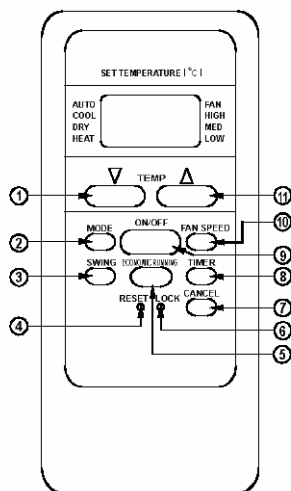 SET TEMPERATURE (°C)
AUTO FAN
COOL HIGH
DRY MED
HEAT LOW
▽ TEMP △
1 11
ON/OFF
10
2 MODE FAN SPEED
9
3 SWING ECONOMIC RUNNING TIMER 8
RESET LOCK CANCEL
4 6 7
5